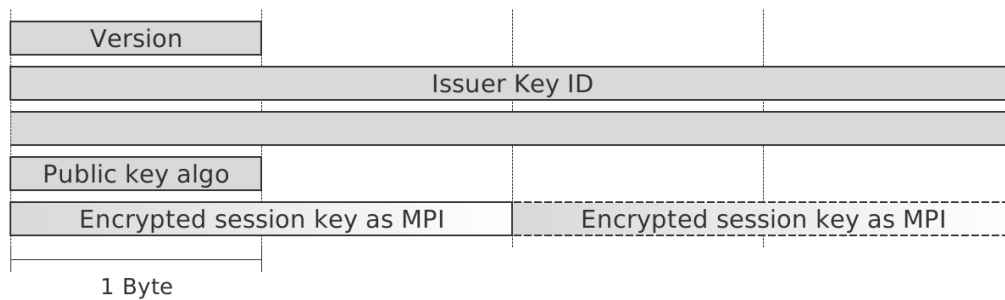 Version
Issuer Key ID
Public key algo
Encrypted session key as MPI Encrypted session key as MPI
1 Byte